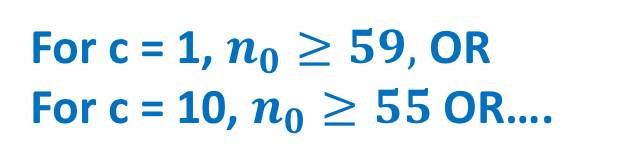 For c = 1, n₀ ≥ 59, OR
For c = 10, n₀ ≥ 55 OR....